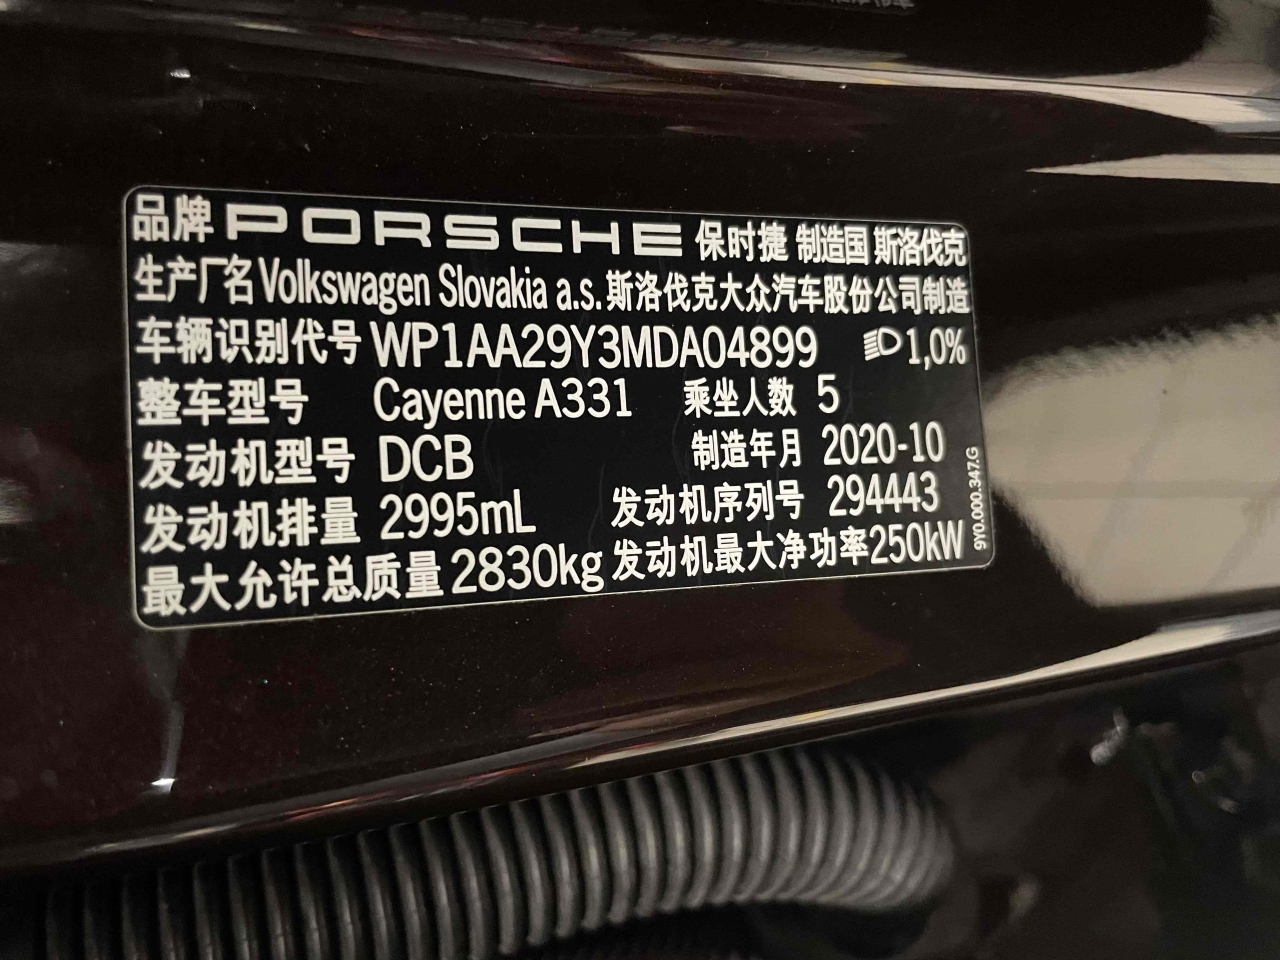 品牌 PORSCHE 保时捷 制造国 斯洛伐克
生产厂名 Volkswagen Slovakia a.s. 斯洛伐克大众汽车股份公司制造
车辆识别代号 WP1AA29Y3MDA04899 1,0%
整车型号 Cayenne A331 乘坐人数 5
发动机型号 DCB 制造年月 2020-10
发动机排量 2995mL 发动机序列号 294443
最大允许总质量 2830kg 发动机最大净功率 250kW
9Y0.000.347.G